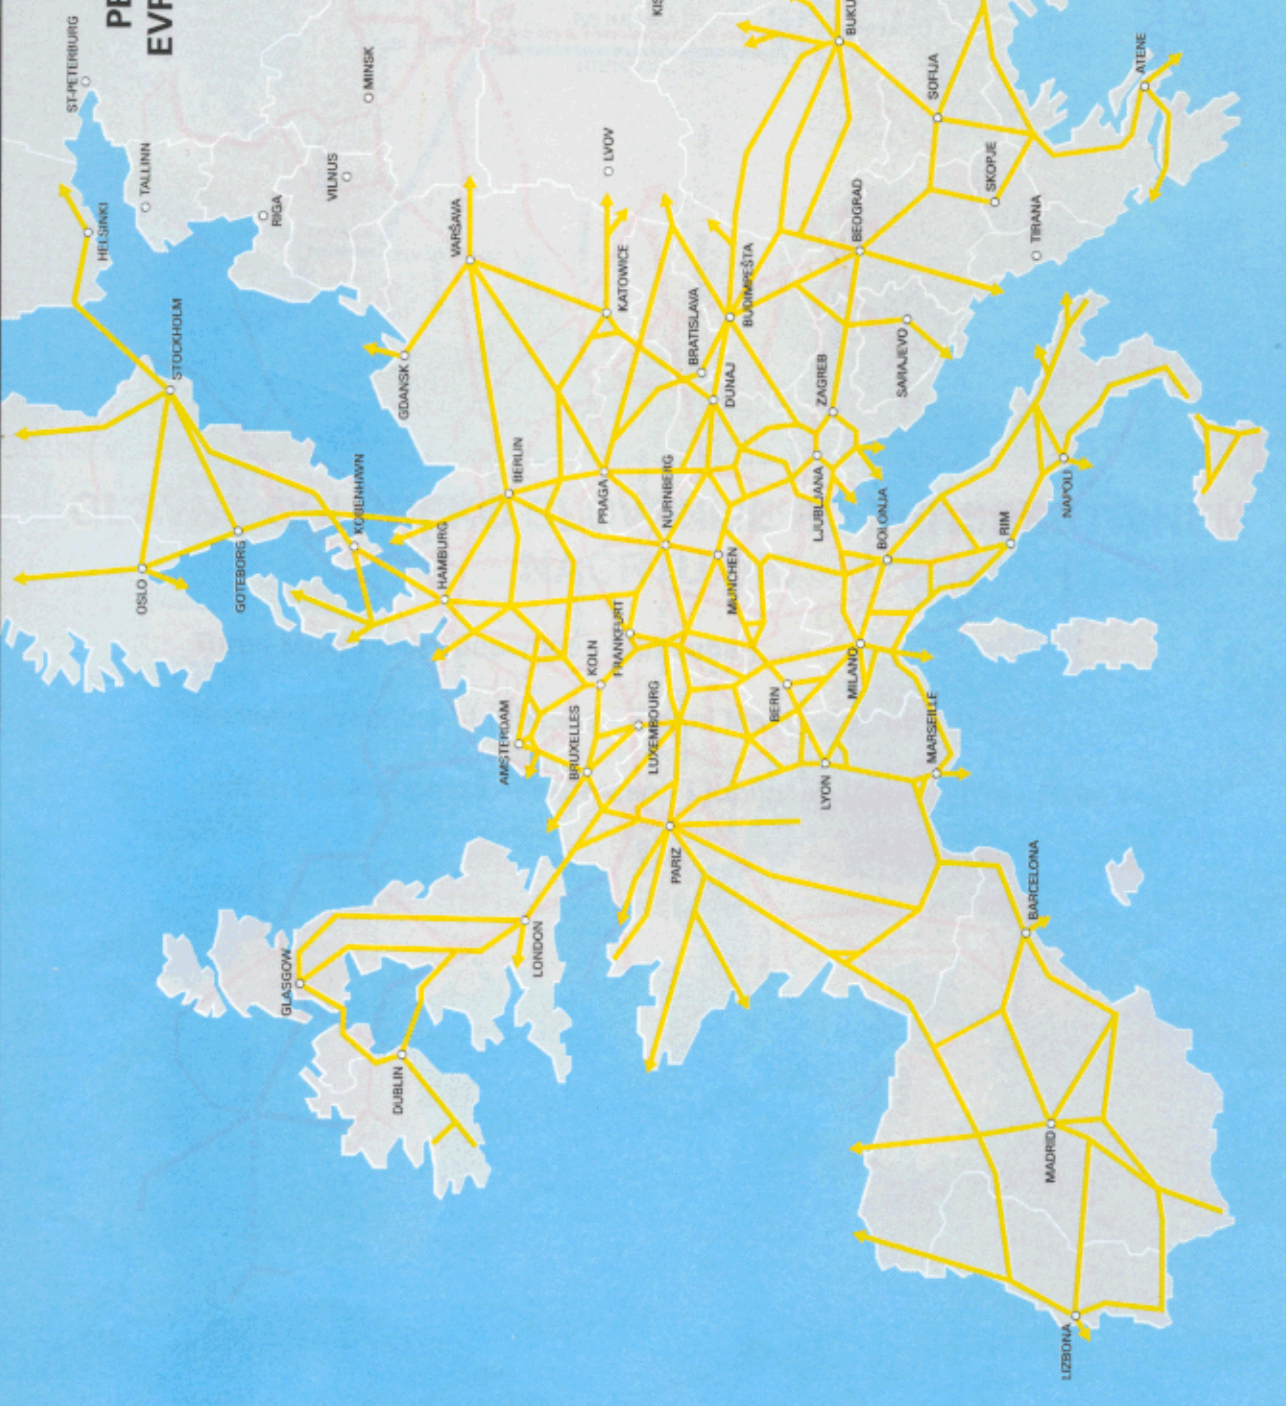 PE
EVR
ST-PETERBURG
HELSINKI
TALLINN
STOCKHOLM
OSLO
GOTEBORG
RIGA
VILNUS
MINSK
KOBENHAVN
GLASGOW
DUBLIN
LONDON
GDANSK
HAMBURG
BERLIN
VARŠAVA
AMSTERDAM
BRUXELLES
KOLN
FRANKFURT
LUXEMBOURG
PRAGA
NURNBERG
KATOWICE
LVOV
KIŠ
PARIZ
MUNCHEN
DUNAJ
BRATISLAVA
BUDIMPEŠTA
BERN
LYON
MILANO
LJUBLJANA
ZAGREB
BOLONJA
SARAJEVO
BEOGRAD
BUKU
SOFIJA
SKOPJE
TIRANA
ATENE
MARSEILLE
RIM
NAPOLI
BARCELONA
MADRID
LIZBONA